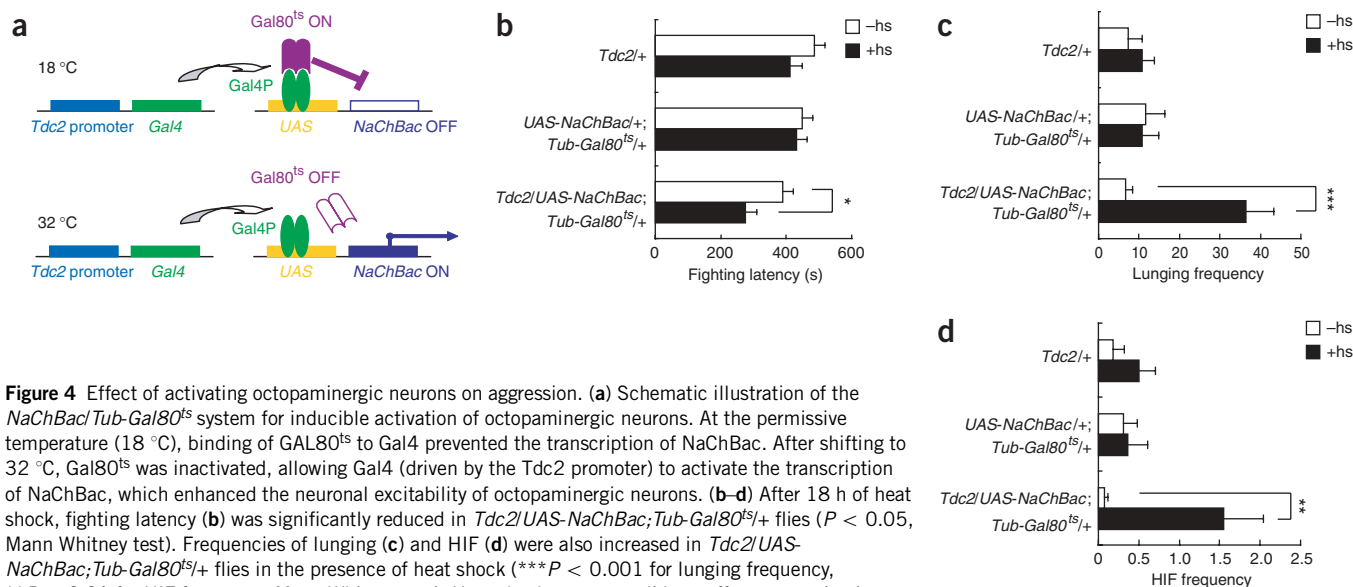 a
Gal80ts ON
18 °C
Gal4P
Tdc2 promoter Gal4 UAS NaChBac OFF
Gal80ts OFF
32 °C
Gal4P
Tdc2 promoter Gal4 UAS NaChBac ON
b
–hs
+hs
Tdc2/+
UAS-NaChBac/+;
Tub-Gal80ts/+
Tdc2/UAS-NaChBac;
Tub-Gal80ts/+
*
0 200 400 600 800
Fighting latency (s)
c
–hs
+hs
Tdc2/+
UAS-NaChBac/+;
Tub-Gal80ts/+
Tdc2/UAS-NaChBac;
Tub-Gal80ts/+
***
0 10 20 30 40 50
Lunging frequency
d
–hs
+hs
Tdc2/+
UAS-NaChBac/+;
Tub-Gal80ts/+
Tdc2/UAS-NaChBac;
Tub-Gal80ts/+
**
0 0.5 1.0 1.5 2.0 2.5
HIF frequency
Figure 4 Effect of activating octopaminergic neurons on aggression. (a) Schematic illustration of the
NaChBac/Tub-Gal80ts system for inducible activation of octopaminergic neurons. At the permissive
temperature (18 °C), binding of GAL80ts to Gal4 prevented the transcription of NaChBac. After shifting to
32 °C, Gal80ts was inactivated, allowing Gal4 (driven by the Tdc2 promoter) to activate the transcription
of NaChBac, which enhanced the neuronal excitability of octopaminergic neurons. (b–d) After 18 h of heat
shock, fighting latency (b) was significantly reduced in Tdc2/UAS-NaChBac;Tub-Gal80ts/+ flies (P < 0.05,
Mann Whitney test). Frequencies of lunging (c) and HIF (d) were also increased in Tdc2/UAS-
NaChBac;Tub-Gal80ts/+ flies in the presence of heat shock (***P < 0.001 for lunging frequency,